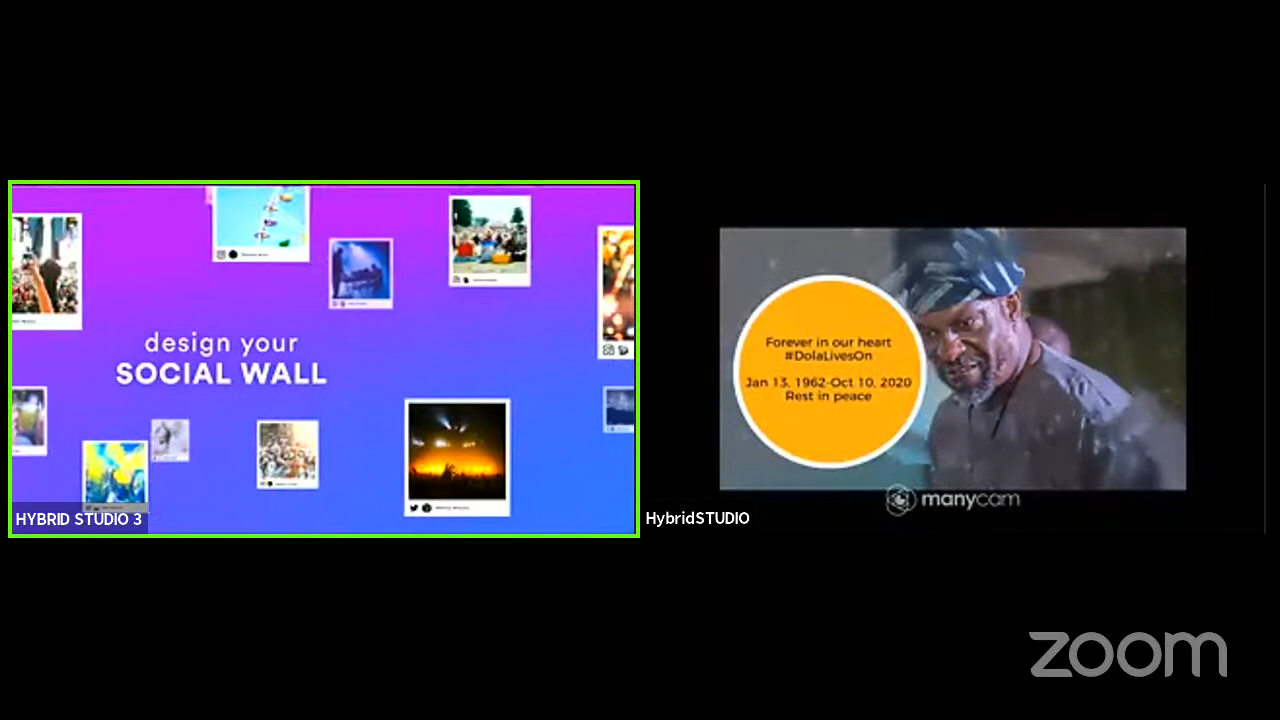 design your
SOCIAL WALL
HYBRID STUDIO 3
Forever in our heart
#DolaLivesOn
Jan 13, 1962-Oct 10, 2020
Rest in peace
manycam
HybridSTUDIO
zoom